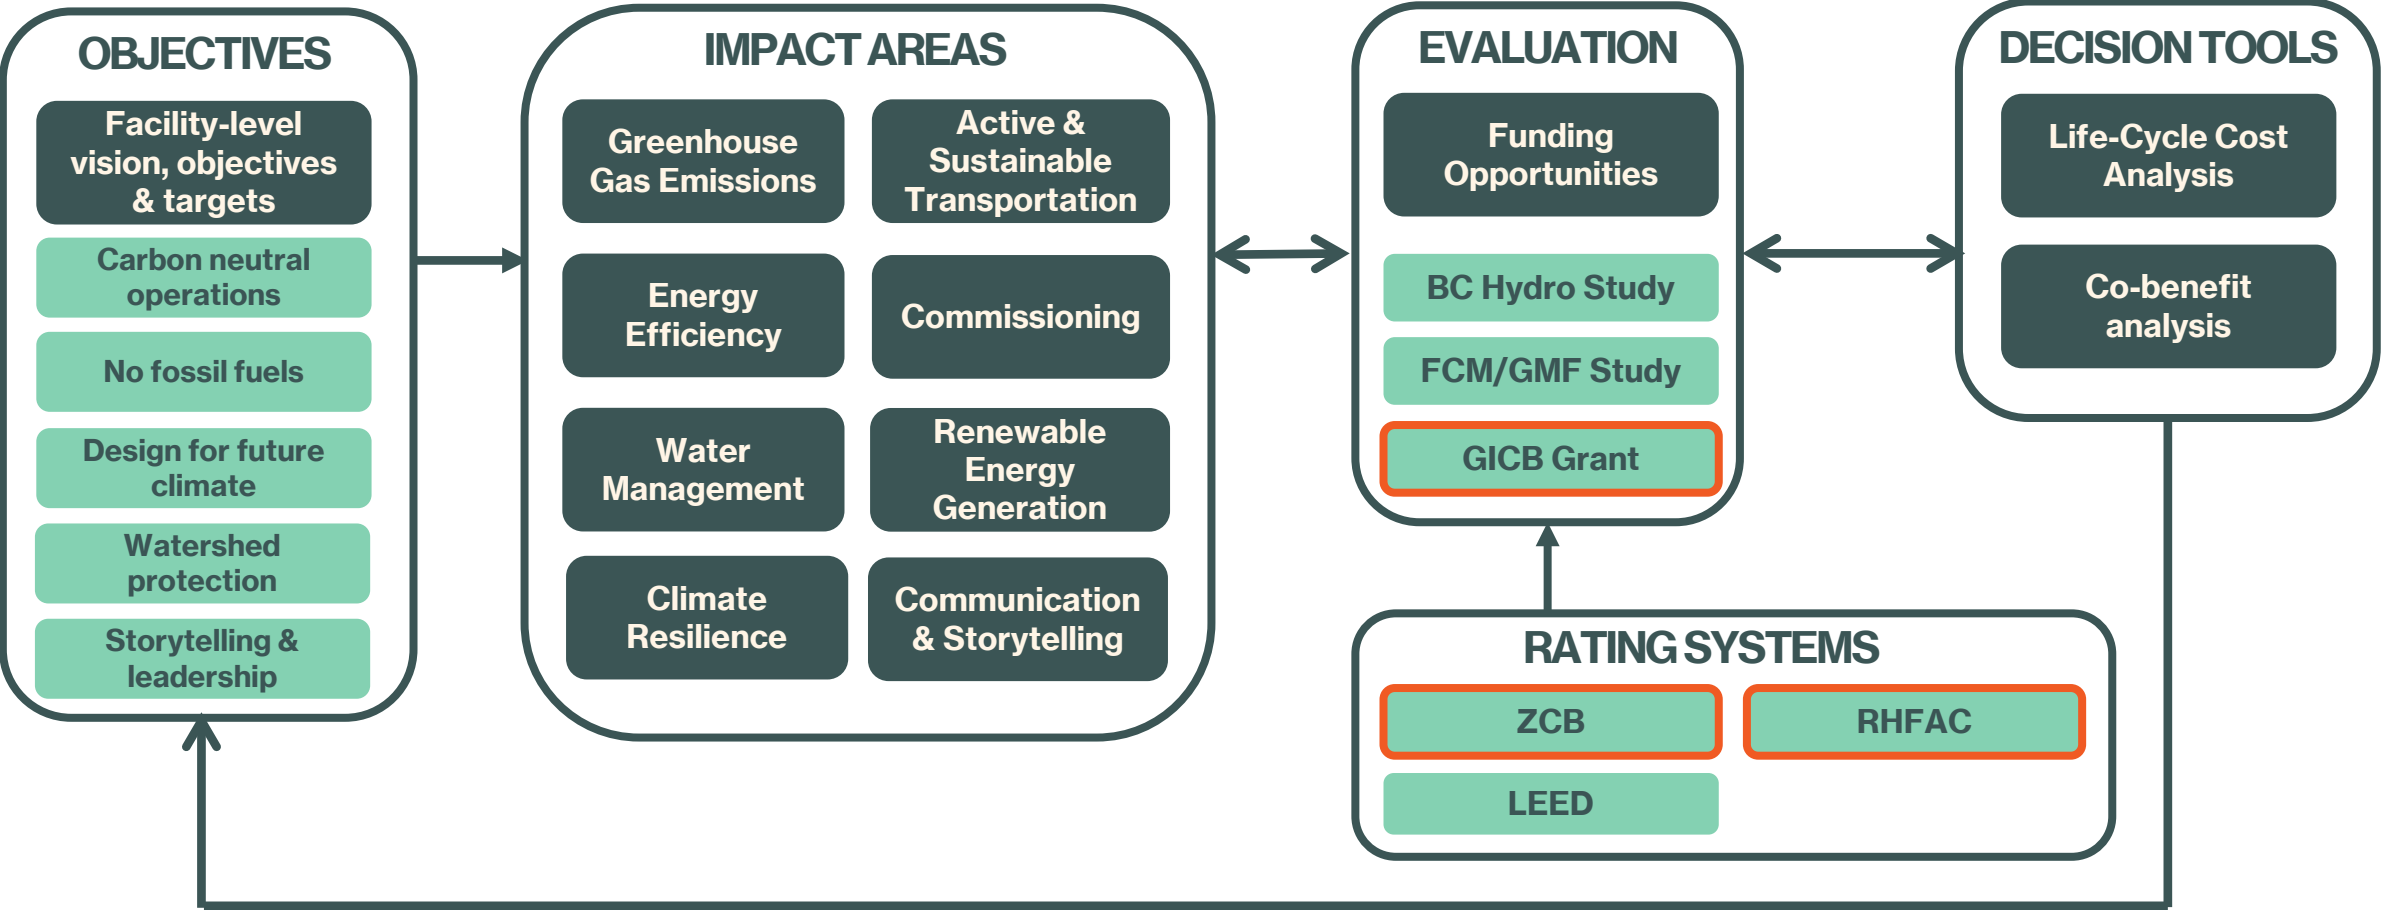 OBJECTIVES
Facility-level
vision, objectives
& targets
Carbon neutral
operations
No fossil fuels
Design for future
climate
Watershed
protection
Storytelling &
leadership
IMPACT AREAS
Greenhouse
Gas Emissions
Active &
Sustainable
Transportation
Energy
Efficiency
Commissioning
Water
Management
Renewable
Energy
Generation
Climate
Resilience
Communication
& Storytelling
EVALUATION
Funding
Opportunities
BC Hydro Study
FCM/GMF Study
GICB Grant
DECISION TOOLS
Life-Cycle Cost
Analysis
Co-benefit
analysis
RATING SYSTEMS
ZCB
RHFAC
LEED